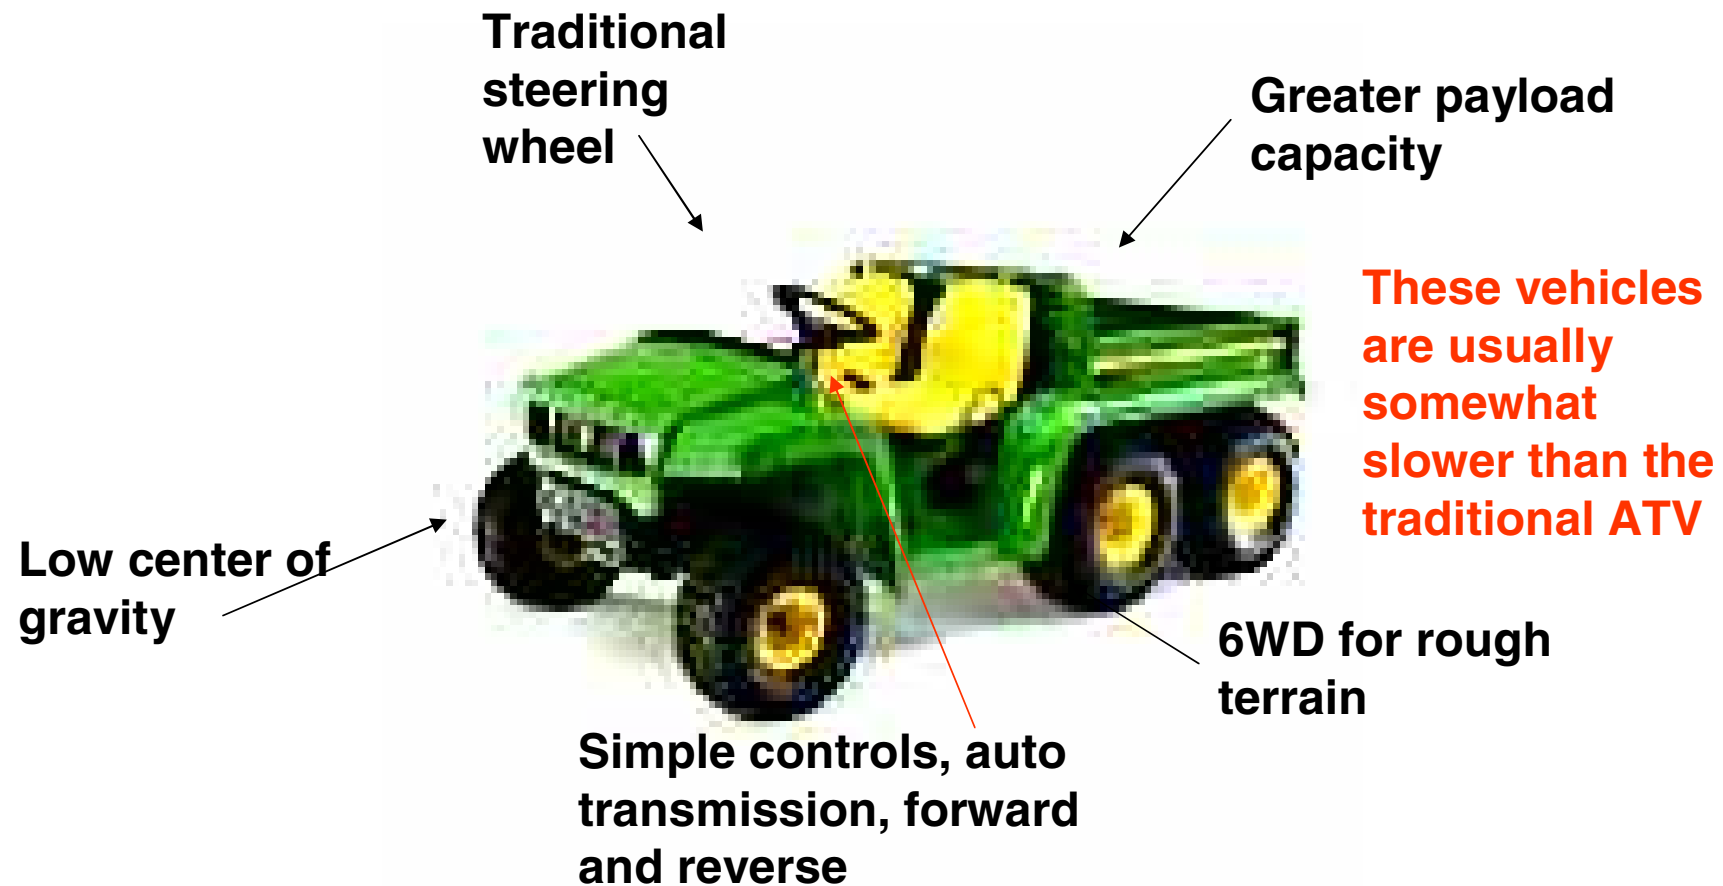 Traditional
steering
wheel
Greater payload
capacity
These vehicles
are usually
somewhat
slower than the
traditional ATV
Low center of
gravity
6WD for rough
terrain
Simple controls, auto
transmission, forward
and reverse